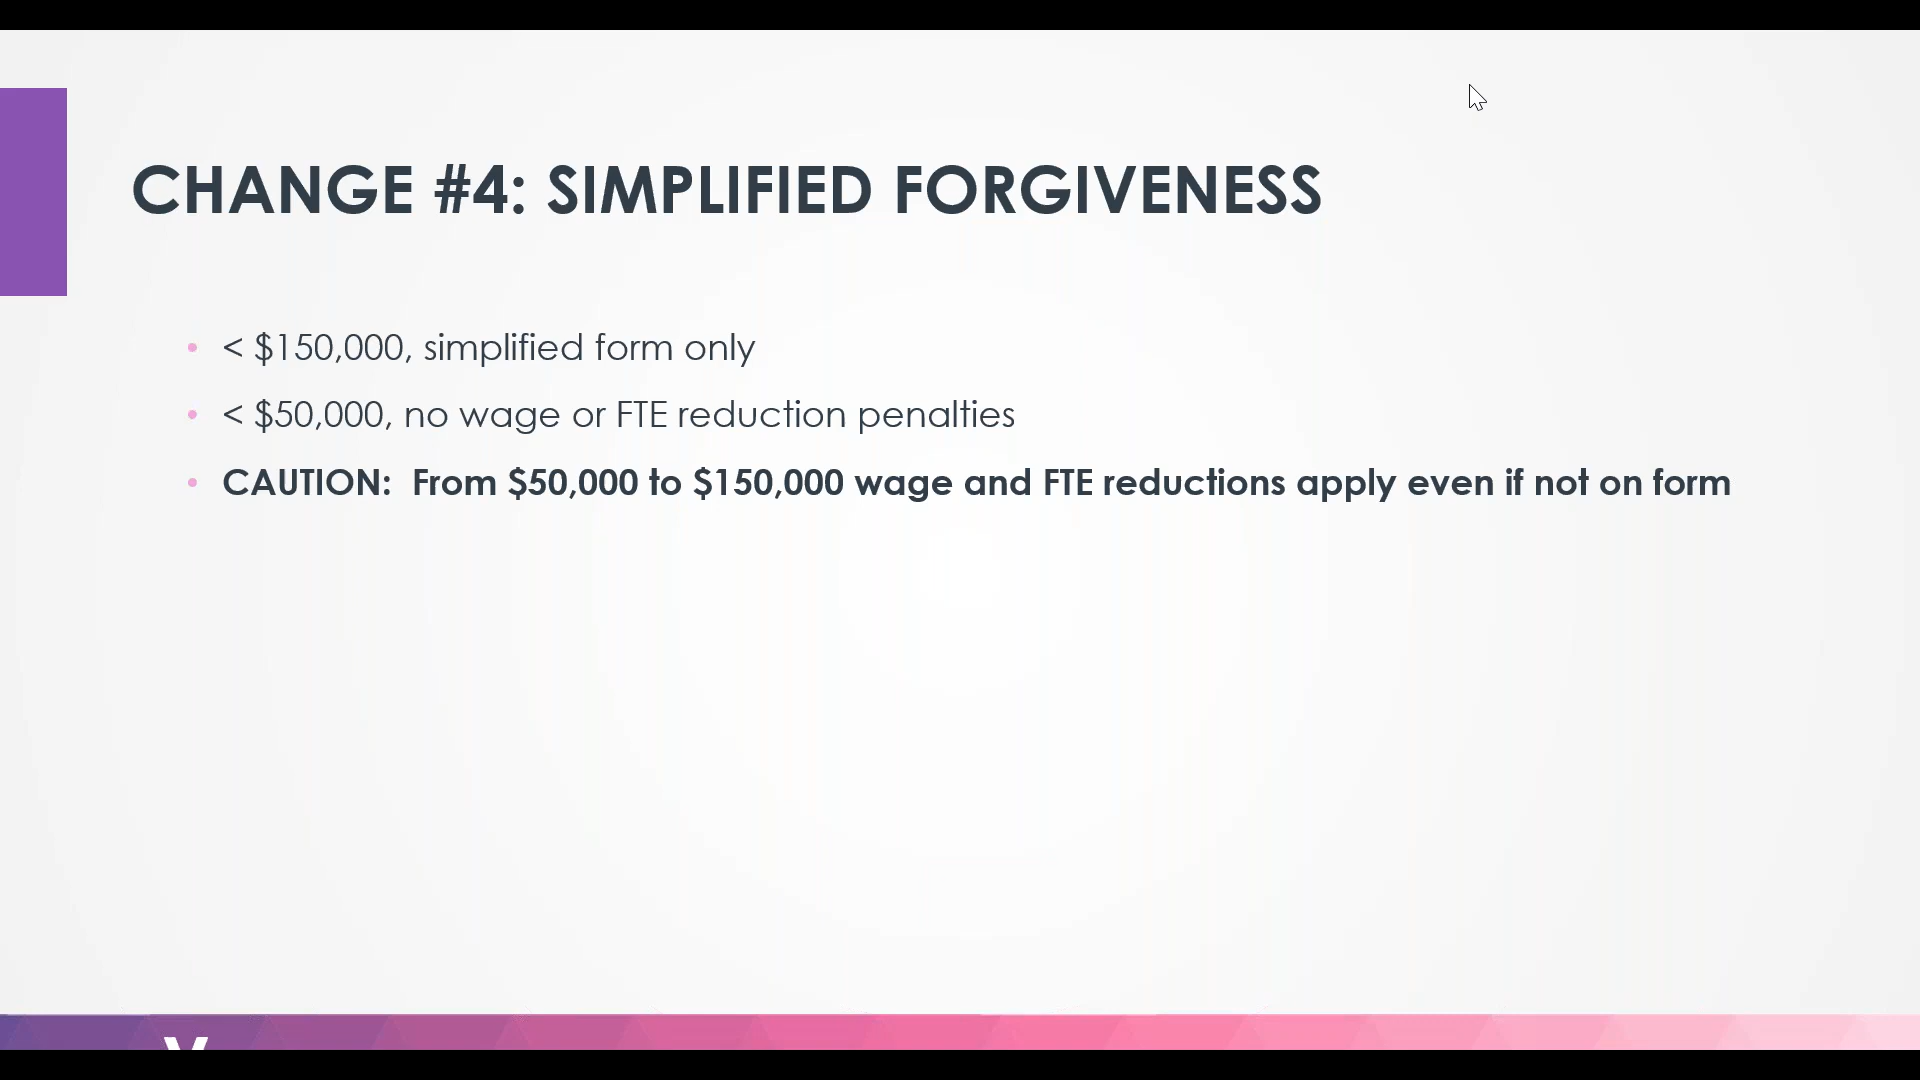 CHANGE #4: SIMPLIFIED FORGIVENESS
< $150,000, simplified form only
< $50,000, no wage or FTE reduction penalties
CAUTION:  From $50,000 to $150,000 wage and FTE reductions apply even if not on form